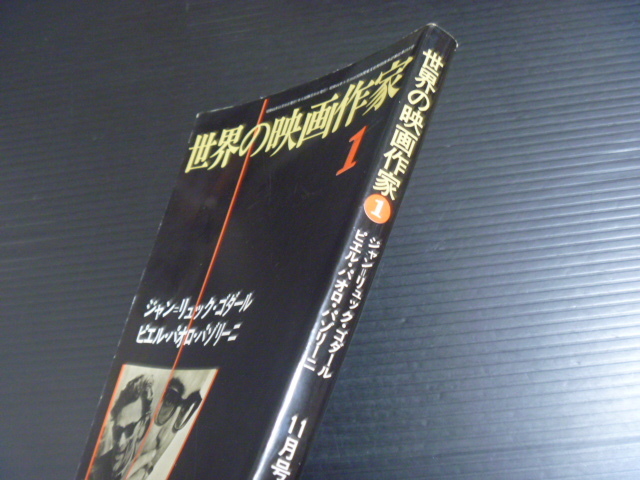 世界の映画作家
1
ジャン=リュック・ゴダール
ピエル・パオロ・パゾリーニ
世界の映画作家
1
ジャン=リュック・ゴダール
ピエル・パオロ・パゾリーニ
11月号